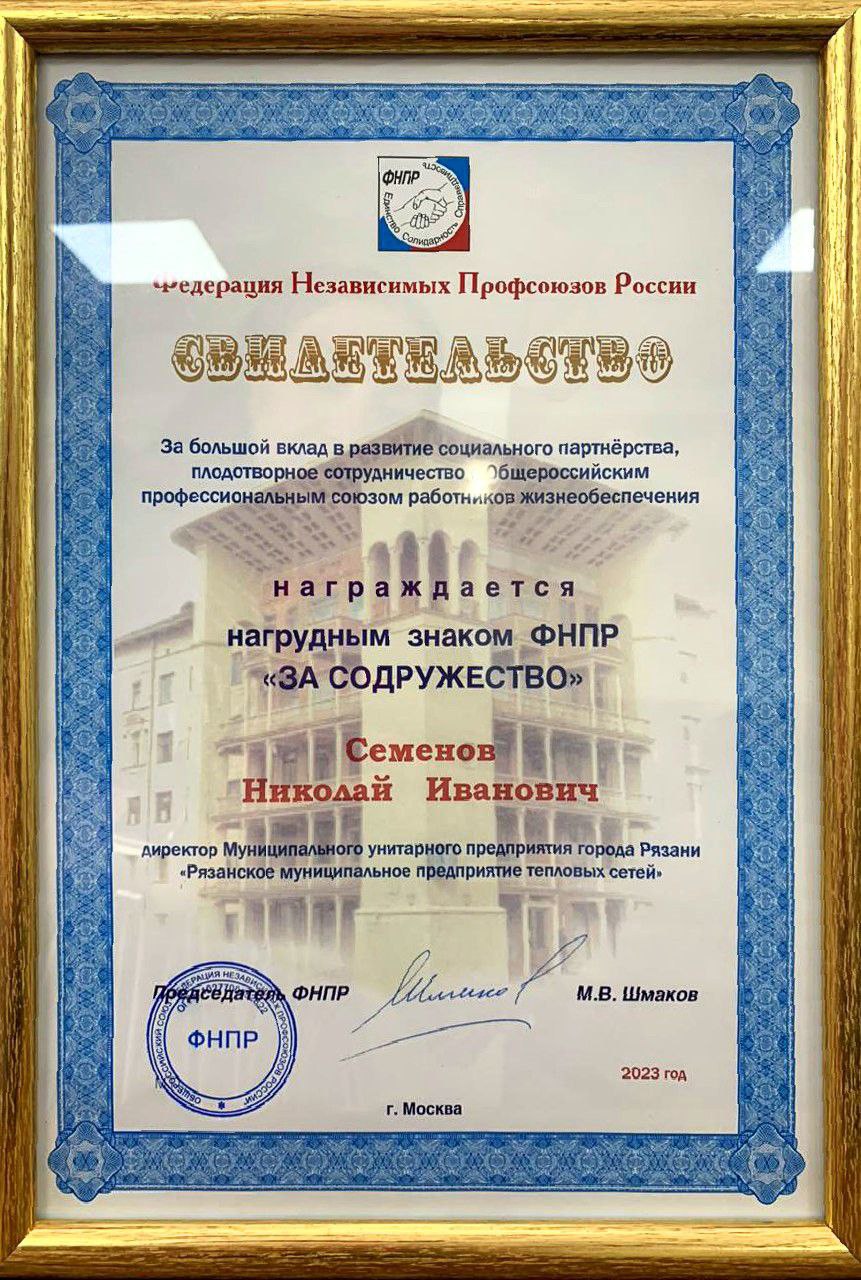 ФНПР
Единство Солидарность Справедливость
Федерация Независимых Профсоюзов России
СВИДЕТЕЛЬСТВО
За большой вклад в развитие социального партнёрства,
плодотворное сотрудничество Общероссийским
профессиональным союзом работников жизнеобеспечения
награждается
нагрудным знаком ФНПР
«ЗА СОДРУЖЕСТВО»
Семенов
Николай Иванович
директор Муниципального унитарного предприятия города Рязани
«Рязанское муниципальное предприятие тепловых сетей»
Председатель ФНПР М.В. Шмаков
ФНПР
2023 год
г. Москва